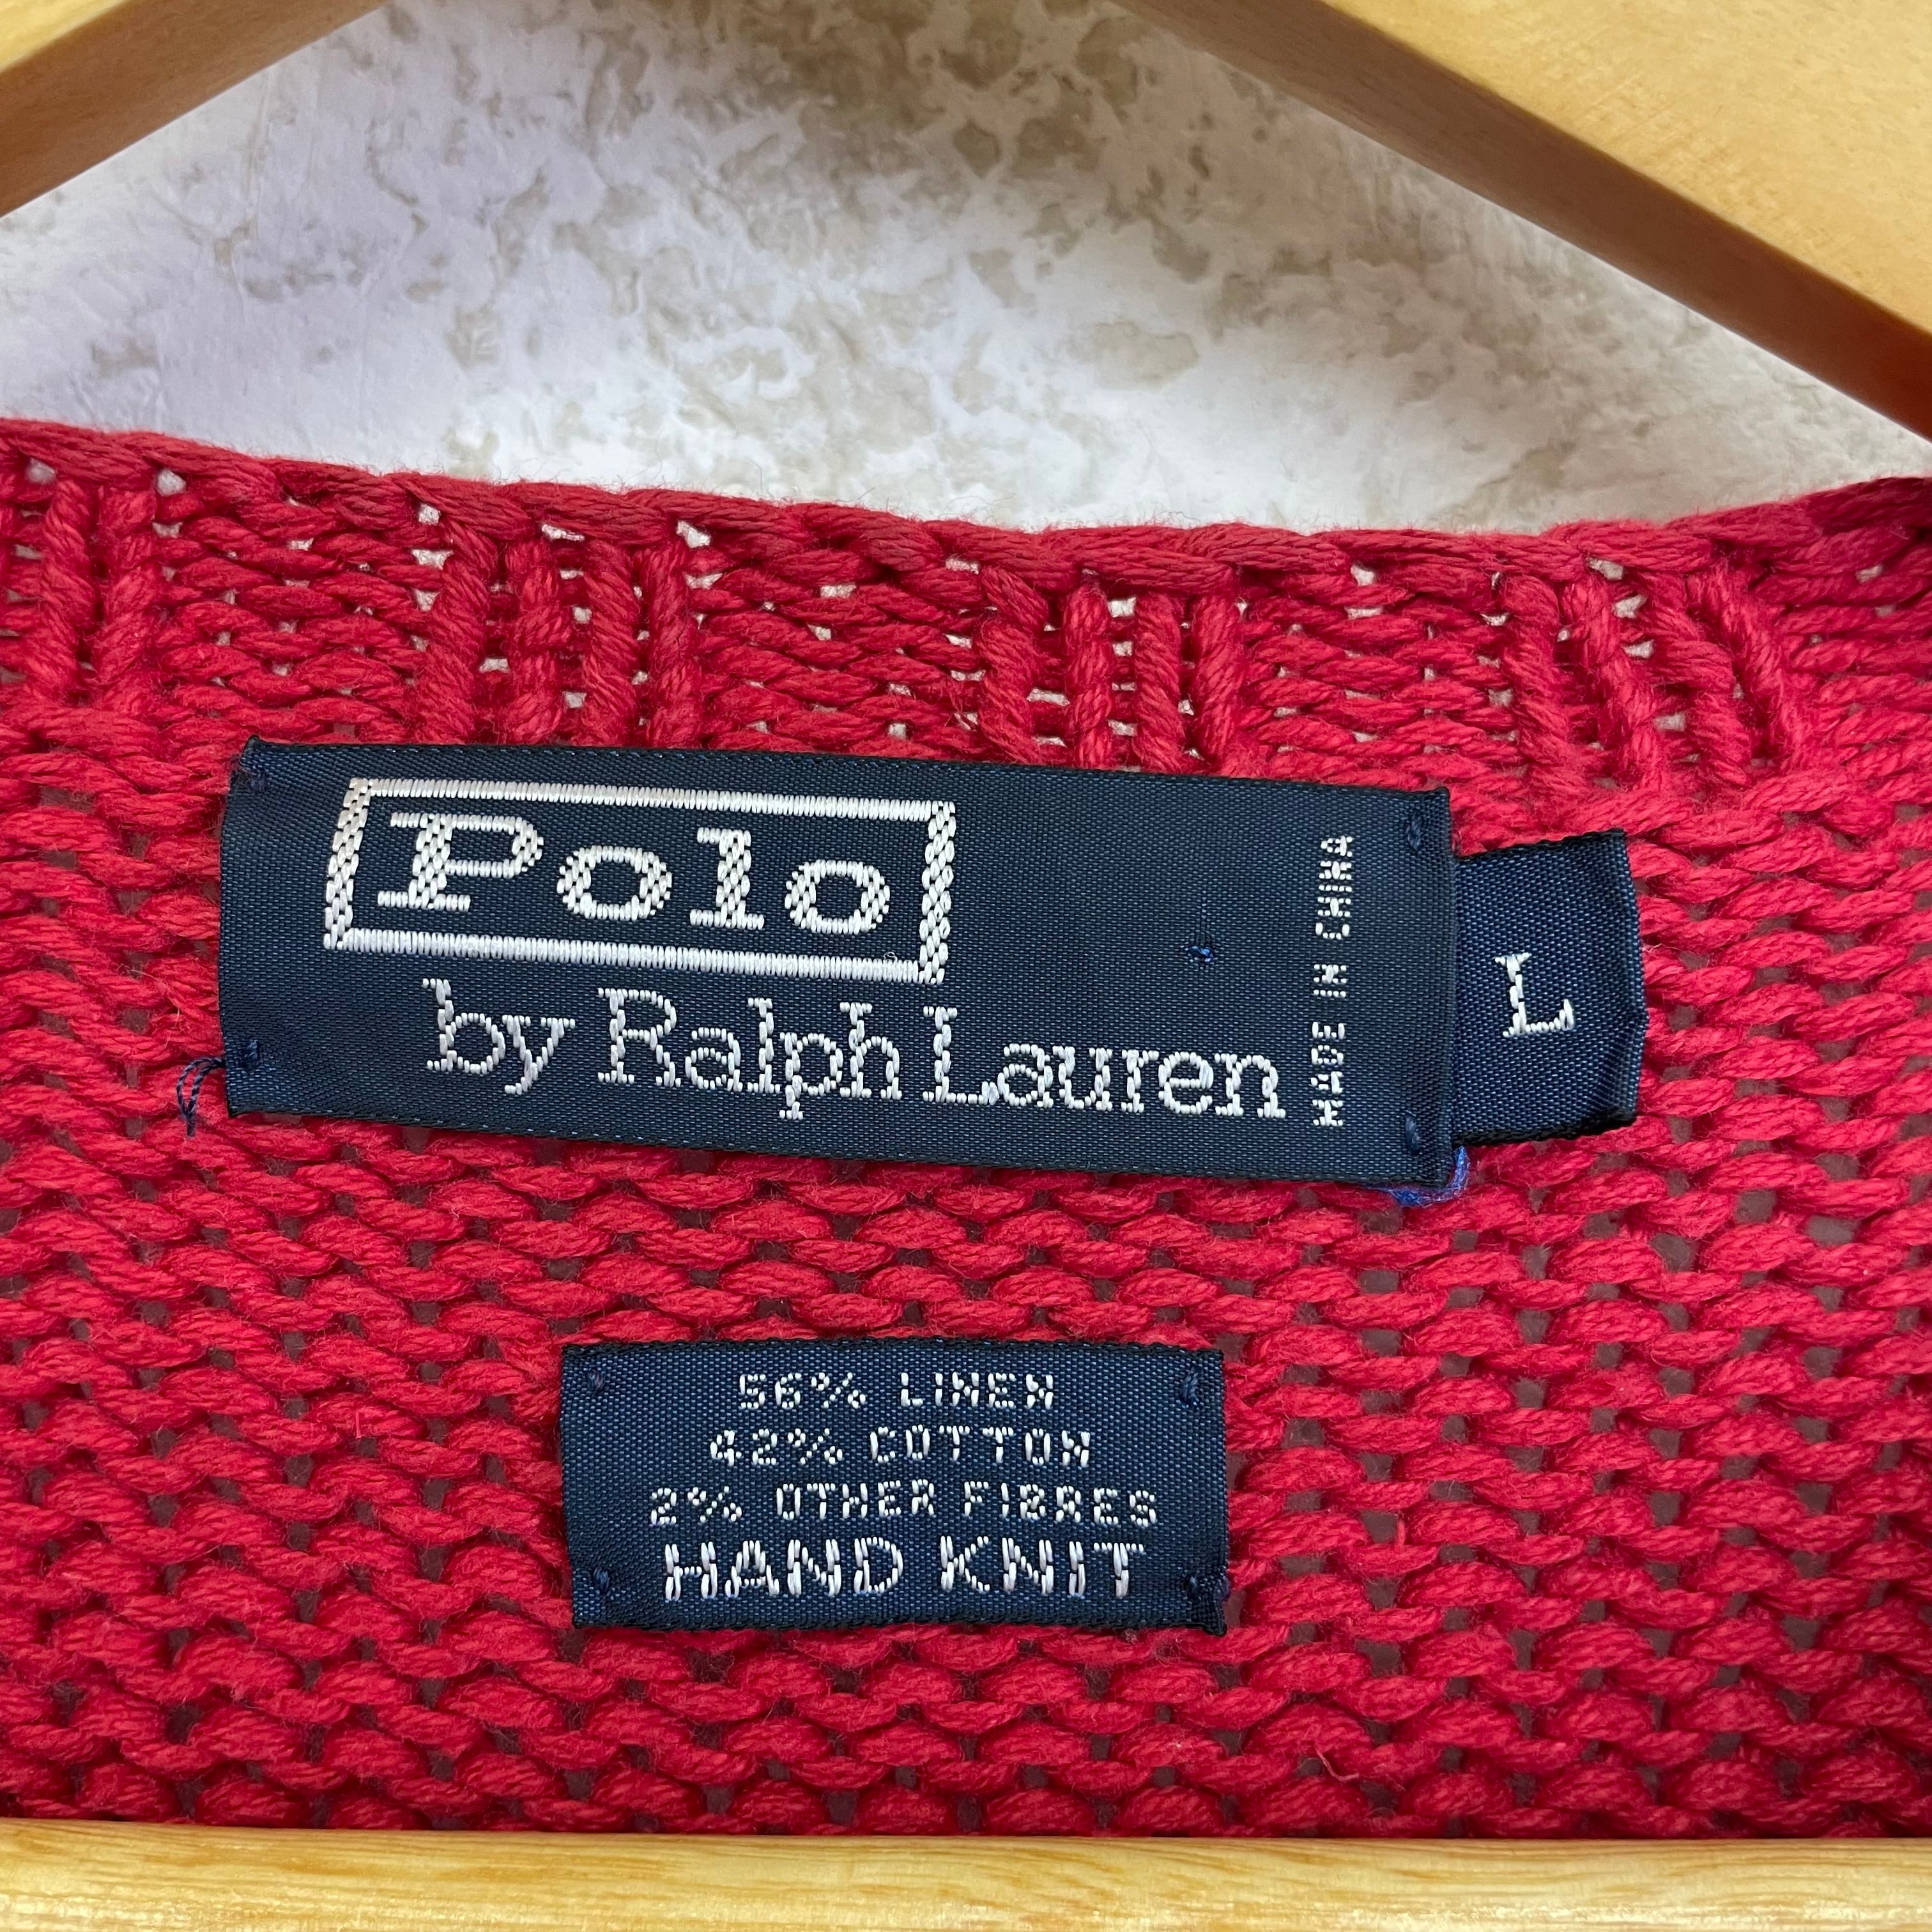 Polo
by Ralph Lauren
MADE IN CHINA
L
56% LINEN
42% COTTON
2% OTHER FIBRES
HAND KNIT